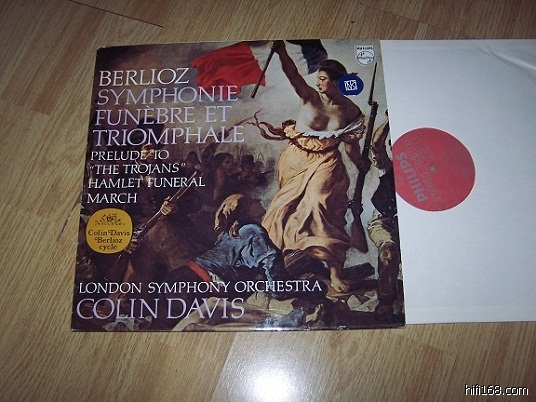 PHILIPS
BERLIOZ
SYMPHONIE
FUNÈBRE ET
TRIOMPHALE
PRELUDE TO
"THE TROJANS"
HAMLET FUNERAL
MARCH
Colin Davis
Berlioz
cycle
LONDON SYMPHONY ORCHESTRA
COLIN DAVIS
PHILIPS
hifi168.com